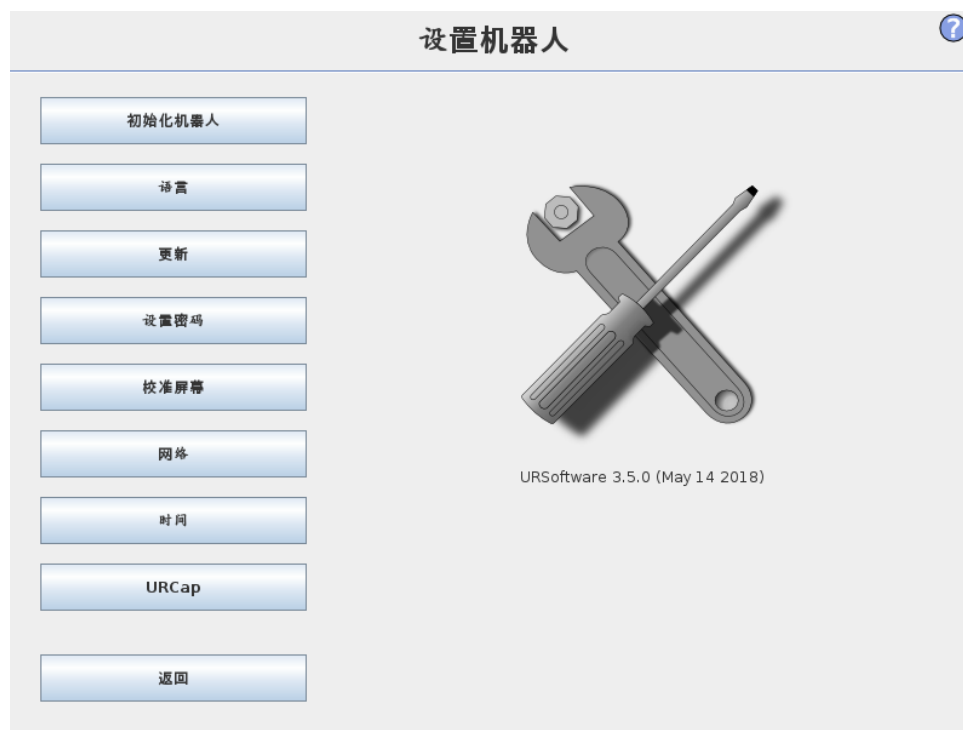 设置机器人
?
初始化机器人
语言
更新
设置密码
校准屏幕
网络
时间
URCap
返回
URSoftware 3.5.0 (May 14 2018)